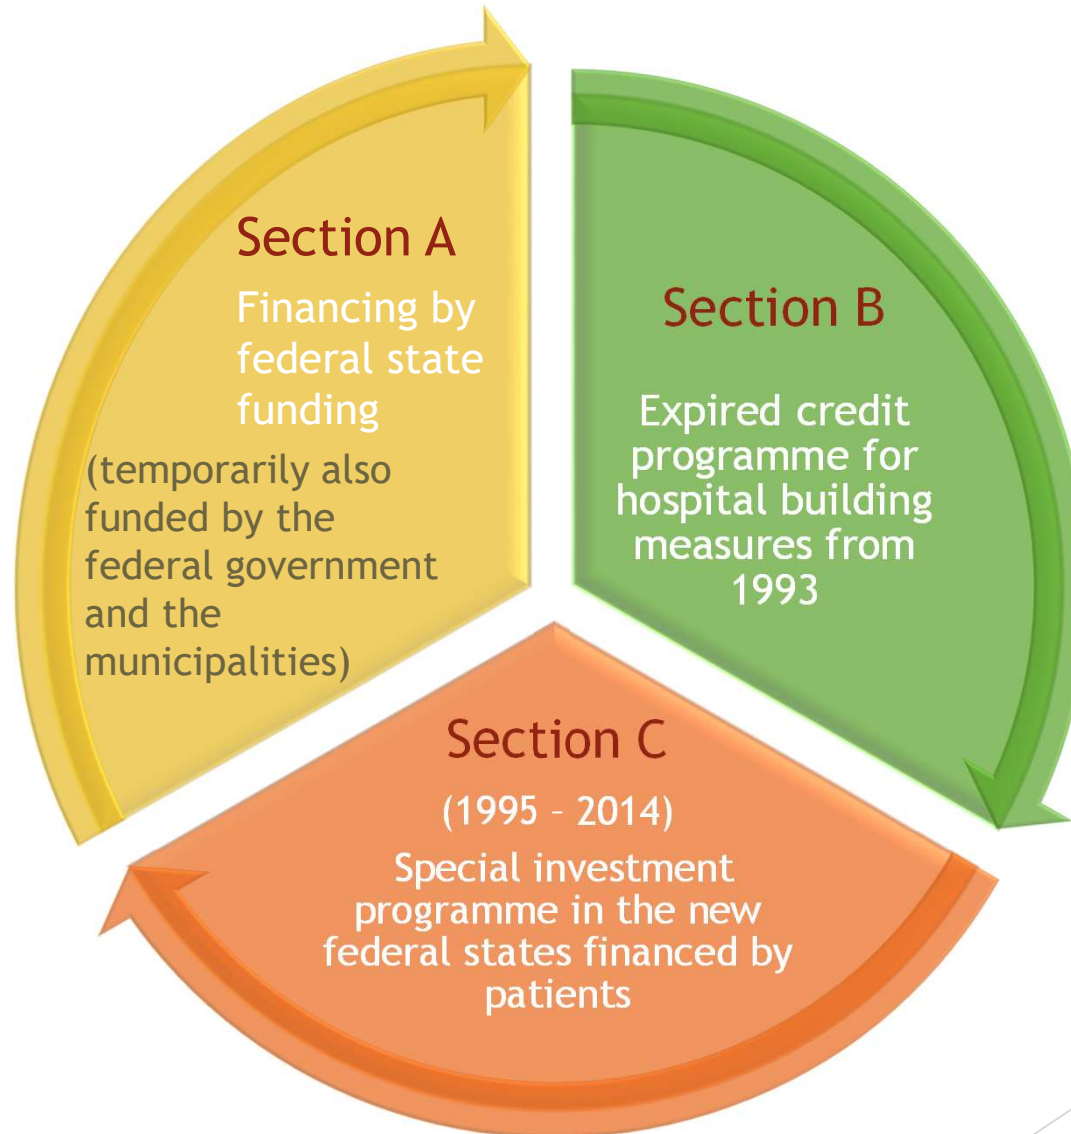 Section A
Financing by
federal state
funding
(temporarily also
funded by the
federal government
and the
municipalities)
Section B
Expired credit
programme for
hospital building
measures from
1993
Section C
(1995 – 2014)
Special investment
programme in the new
federal states financed by
patients